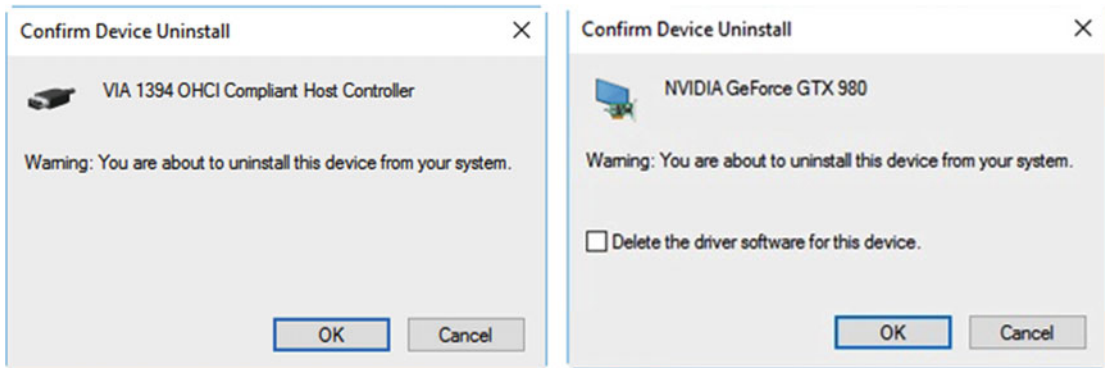 Confirm Device Uninstall
VIA 1394 OHCI Compliant Host Controller
Warning: You are about to uninstall this device from your system.
OK
Cancel
Confirm Device Uninstall
NVIDIA GeForce GTX 980
Warning: You are about to uninstall this device from your system.
Delete the driver software for this device.
OK
Cancel